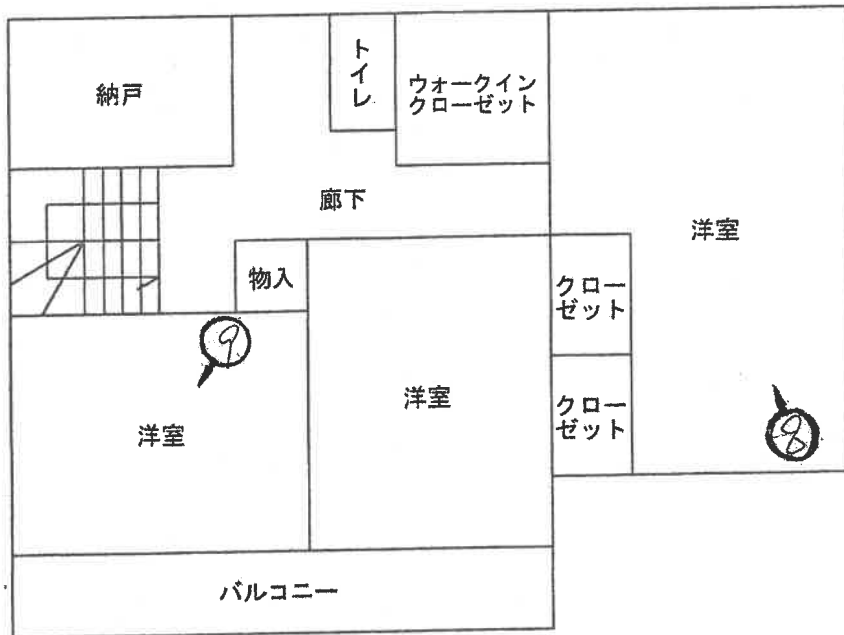 納戸
トイレ
ウォークイン
クローゼット
廊下
洋室
物入
クロー
ゼット
9
洋室
洋室
クロー
ゼット
8
バルコニー